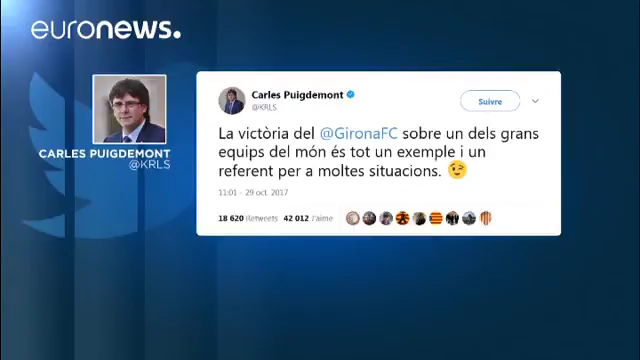 euronews.
CARLES PUIGDEMONT
@KRLS
Carles Puigdemont
@KRLS
Suivre
La victòria del @GironaFC sobre un dels grans
equips del món és tot un exemple i un
referent per a moltes situacions.
11:01 - 29 oct. 2017
18 620 Retweets 42 012 J'aime